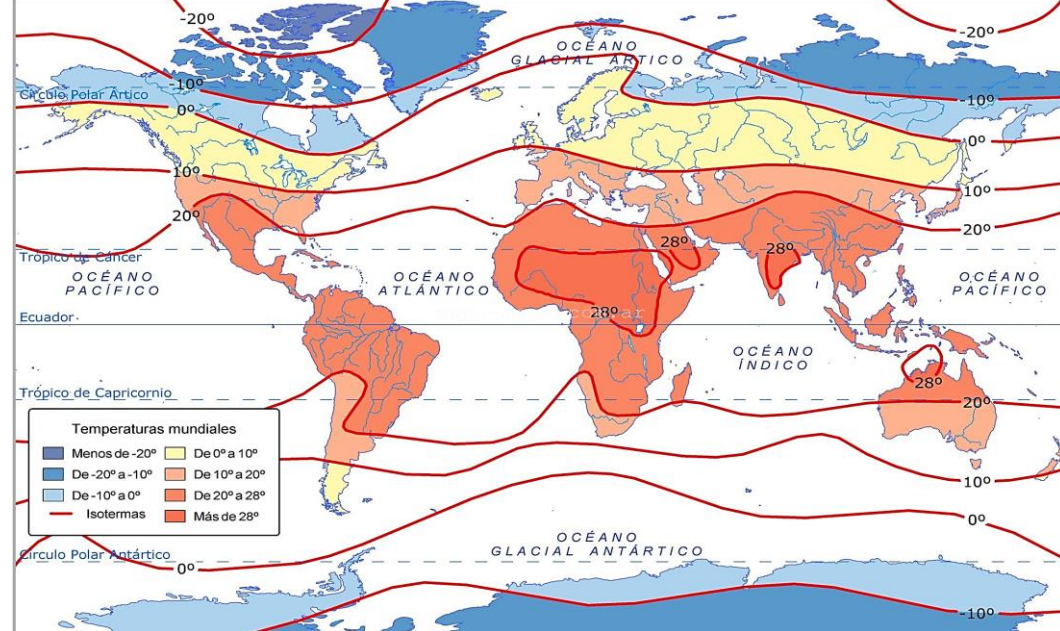 -20º
-20º
OCÉANO
GLACIAL ÁRTICO
-10º
Circulo Polar Ártico
-10º
0º
0º
10º
10º
20º
20º
28º
28º
Trópico de Cáncer
OCÉANO
PACÍFICO
OCÉANO
ATLÁNTICO
OCÉANO
PACÍFICO
28º
Ecuador
OCÉANO
ÍNDICO
28º
Trópico de Capricornio
20º
Temperaturas mundiales
Menos de -20º
De 0º a 10º
De -20º a -10º
De 10º a 20º
De -10º a 0º
De 20º a 28º
Isotermas
Más de 28º
10º
0º
OCÉANO
GLACIAL ANTÁRTICO
Circulo Polar Antártico
0º
-10º